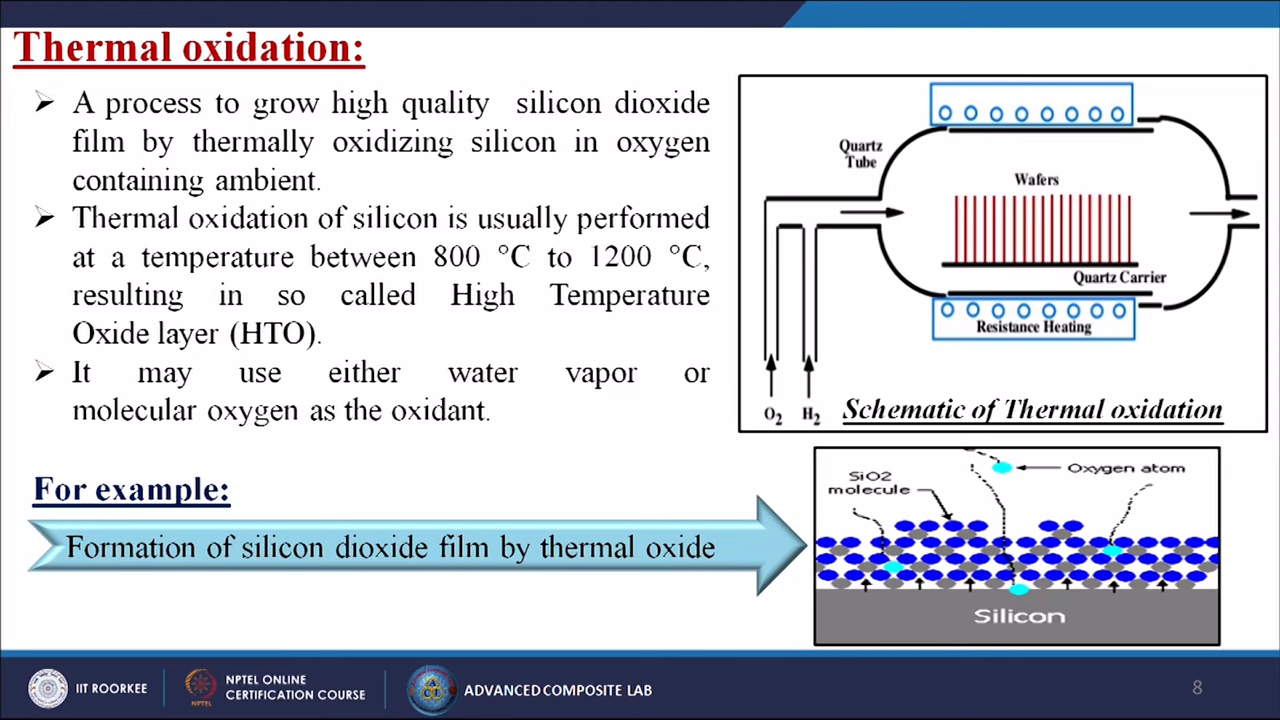 Thermal oxidation:
➢ A process to grow high quality silicon dioxide
film by thermally oxidizing silicon in oxygen
containing ambient.
➢ Thermal oxidation of silicon is usually performed
at a temperature between 800 °C to 1200 °C,
resulting in so called High Temperature
Oxide layer (HTO).
➢ It may use either water vapor or
molecular oxygen as the oxidant.
Quartz
Tube
Wafers
Quartz Carrier
Resistance Heating
O2 H2
Schematic of Thermal oxidation
For example:
Formation of silicon dioxide film by thermal oxide
SiO2
molecule
Oxygen atom
Silicon
IIT ROORKEE
NPTEL
NPTEL ONLINE
CERTIFICATION COURSE
ACL
ADVANCED COMPOSITE LAB
8